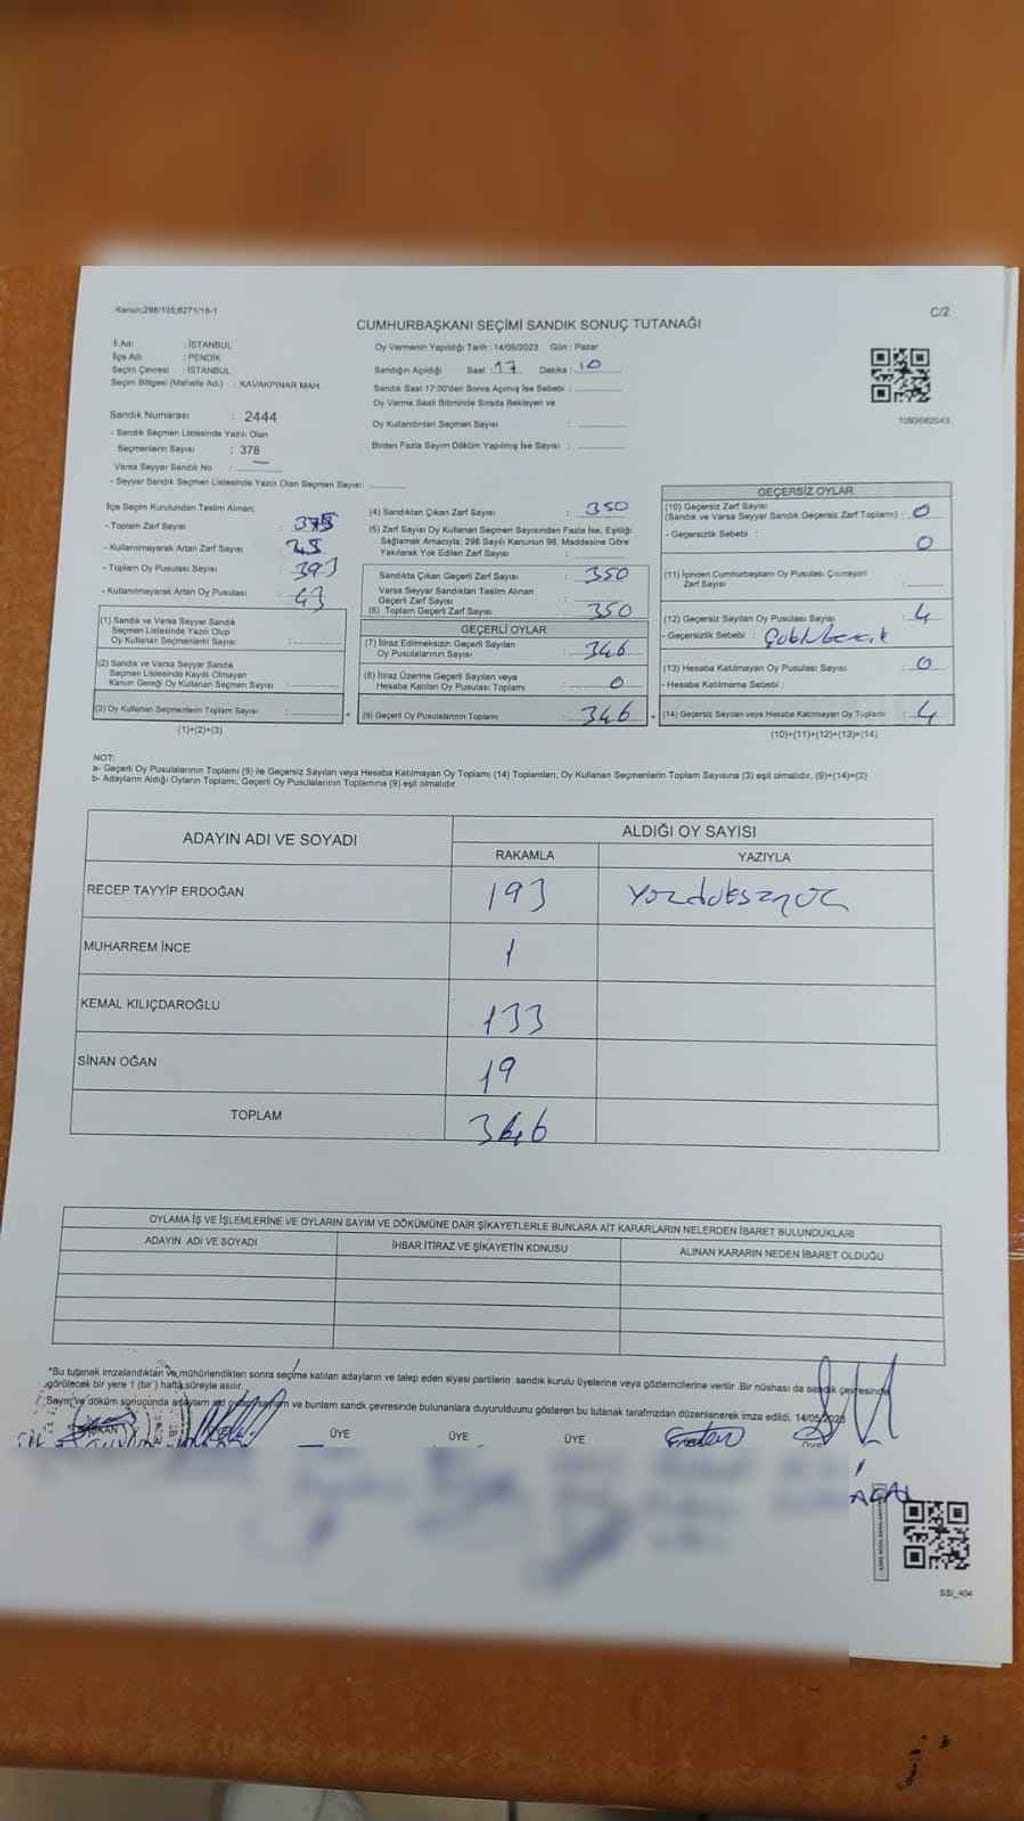 Kanun;298/105;6271/16-1
C/2
CUMHURBAŞKANI SEÇİMİ SANDIK SONUÇ TUTANAĞI
İl Adı : İSTANBUL
İlçe Adı : PENDİK
Seçim Çevresi : İSTANBUL
Seçim Bölgesi (Mahalle Adı) : KAVAKPINAR MAH.
Sandık Numarası : 2444
- Sandık Seçmen Listesinde Yazılı Olan
Seçmenlerin Sayısı : 378
Varsa Seyyar Sandık No :
- Seyyar Sandık Seçmen Listesinde Yazılı Olan Seçmen Sayısı:
Oy Vermenin Yapıldığı Tarih : 14/05/2023 Gün : Pazar
Sandığın Açıldığı Saat : 17 Dakika : 10
Sandık Saat 17:00'den Sonra Açılmış İse Sebebi :
Oy Verme Saati Bitiminde Sırada Bekleyen ve
Oy Kullandırılan Seçmen Sayısı :
Birden Fazla Sayım Döküm Yapılmış İse Sayısı :
1080682043
İlçe Seçim Kurulundan Teslim Alınan;
- Toplam Zarf Sayısı :
- Kullanılmayarak Artan Zarf Sayısı :
- Toplam Oy Pusulası Sayısı : 393
- Kullanılmayarak Artan Oy Pusulası : 43
(1) Sandık ve Varsa Seyyar Sandık
Seçmen Listesinde Yazılı Olup
Oy Kullanan Seçmenlerin Sayısı :
(2) Sandık ve Varsa Seyyar Sandık
Seçmen Listesinde Kayıtlı Olmayan
Kanun Gereği Oy Kullanan Seçmen Sayısı :
(3) Oy Kullanan Seçmenlerin Toplam Sayısı :
(1)+(2)=(3)
(4) Sandıktan Çıkan Zarf Sayısı : 350
(5) Zarf Sayısı Oy Kullanan Seçmen Sayısından Fazla İse, Eşitliği
Sağlamak Amacıyla; 298 Sayılı Kanunun 98. Maddesine Göre
Yakılarak Yok Edilen Zarf Sayısı :
Sandıkta Çıkan Geçerli Zarf Sayısı : 350
Varsa Seyyar Sandıktan Teslim Alınan
Geçerli Zarf Sayısı :
(6) Toplam Geçerli Zarf Sayısı : 350
GEÇERLİ OYLAR
(7) İtiraz Edilmeksizin Geçerli Sayılan
Oy Pusulalarının Sayısı : 346
(8) İtiraz Üzerine Geçerli Sayılan veya
Hesaba Katılan Oy Pusulası Toplamı : 0
(9) Geçerli Oy Pusulalarının Toplamı : 346
GEÇERSİZ OYLAR
(10) Geçersiz Zarf Sayısı
(Sandık ve Varsa Seyyar Sandık Geçersiz Zarf Toplamı) : 0
- Geçersizlik Sebebi : 0
(11) İçinden Cumhurbaşkanı Oy Pusulası Çıkmayan
Zarf Sayısı :
(12) Geçersiz Sayılan Oy Pusulası Sayısı : 4
- Geçersizlik Sebebi :
(13) Hesaba Katılmayan Oy Pusulası Sayısı : 0
- Hesaba Katılmama Sebebi :
(14) Geçersiz Sayılan veya Hesaba Katılmayan Oy Toplamı : 4
(10)+(11)+(12)+(13)=(14)
NOT:
a- Geçerli Oy Pusulalarının Toplamı (9) ile Geçersiz Sayılan veya Hesaba Katılmayan Oy Toplamı (14) Toplamları, Oy Kullanan Seçmenlerin Toplam Sayısına (3) eşit olmalıdır. (9)+(14)=(3)
b- Adayların Aldığı Oyların Toplamı, Geçerli Oy Pusulalarının Toplamına (9) eşit olmalıdır.
ADAYIN ADI VE SOYADI
ALDIĞI OY SAYISI
RAKAMLA
YAZIYLA
RECEP TAYYİP ERDOĞAN 193
MUHARREM İNCE 1
KEMAL KILIÇDAROĞLU 133
SİNAN OĞAN 19
TOPLAM 346
OYLAMA İŞ VE İŞLEMLERİNE VE OYLARIN SAYIM VE DÖKÜMÜNE DAİR ŞİKAYETLERLE BUNLARA AİT KARARLARIN NELERDEN İBARET BULUNDUKLARI
ADAYIN ADI VE SOYADI
İHBAR İTİRAZ VE ŞİKAYETİN KONUSU
ALINAN KARARIN NEDEN İBARET OLDUĞU
*Bu tutanak imzalandıktan ve mühürlendikten sonra seçime katılan adayların ve talep eden siyasi partilerin sandık kurulu üyelerine veya gözlemcilerine verilir. Bir nüshası da sandık çevresinde
görülecek bir yere 1 (bir) hafta süreyle asılır.
Sayım ve döküm sonucunda adayların ve bunların sandık çevresinde bulunanlara duyurulduğunu gösteren bu tutanak tarafımızdan düzenlenerek imza edildi. 14/05/2023
ÜYE
ÜYE
ÜYE
SSI_404